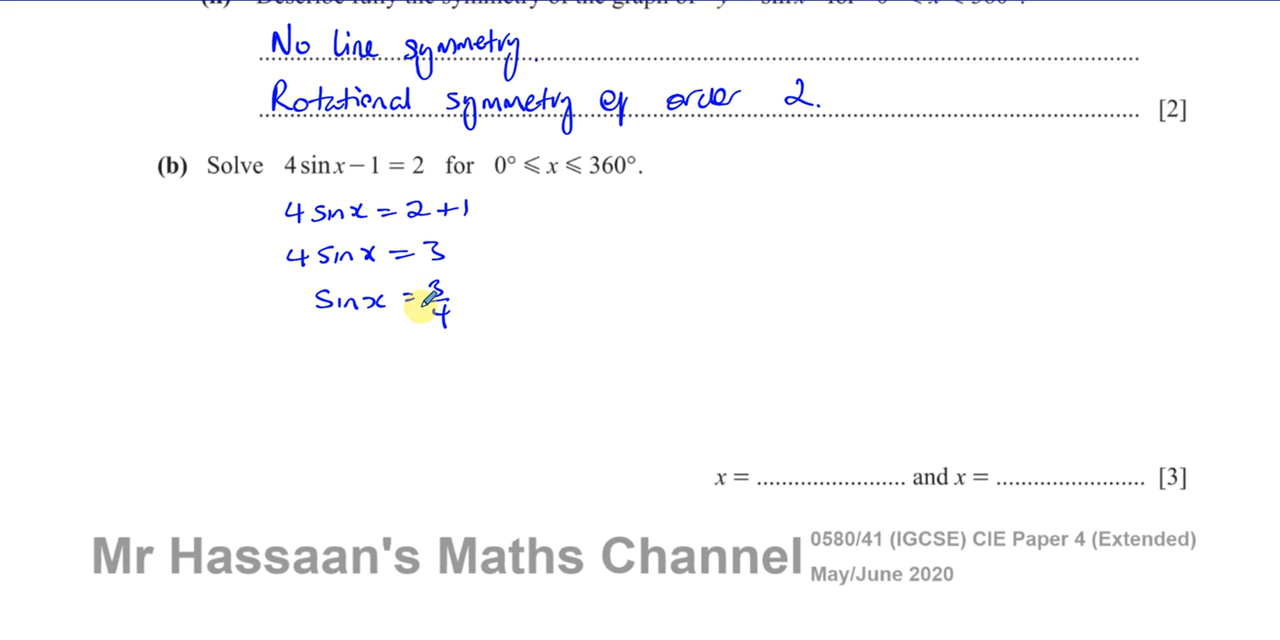 No line symmetry.
Rotational symmetry of order 2.
[2]
(b) Solve 4 sin x − 1 = 2 for 0° ⩽ x ⩽ 360°.
4 sin x = 2 + 1
4 sin x = 3
sin x = 3/4
x = ........................ and x = ........................ [3]
Mr Hassaan's Maths Channel
0580/41 (IGCSE) CIE Paper 4 (Extended)
May/June 2020